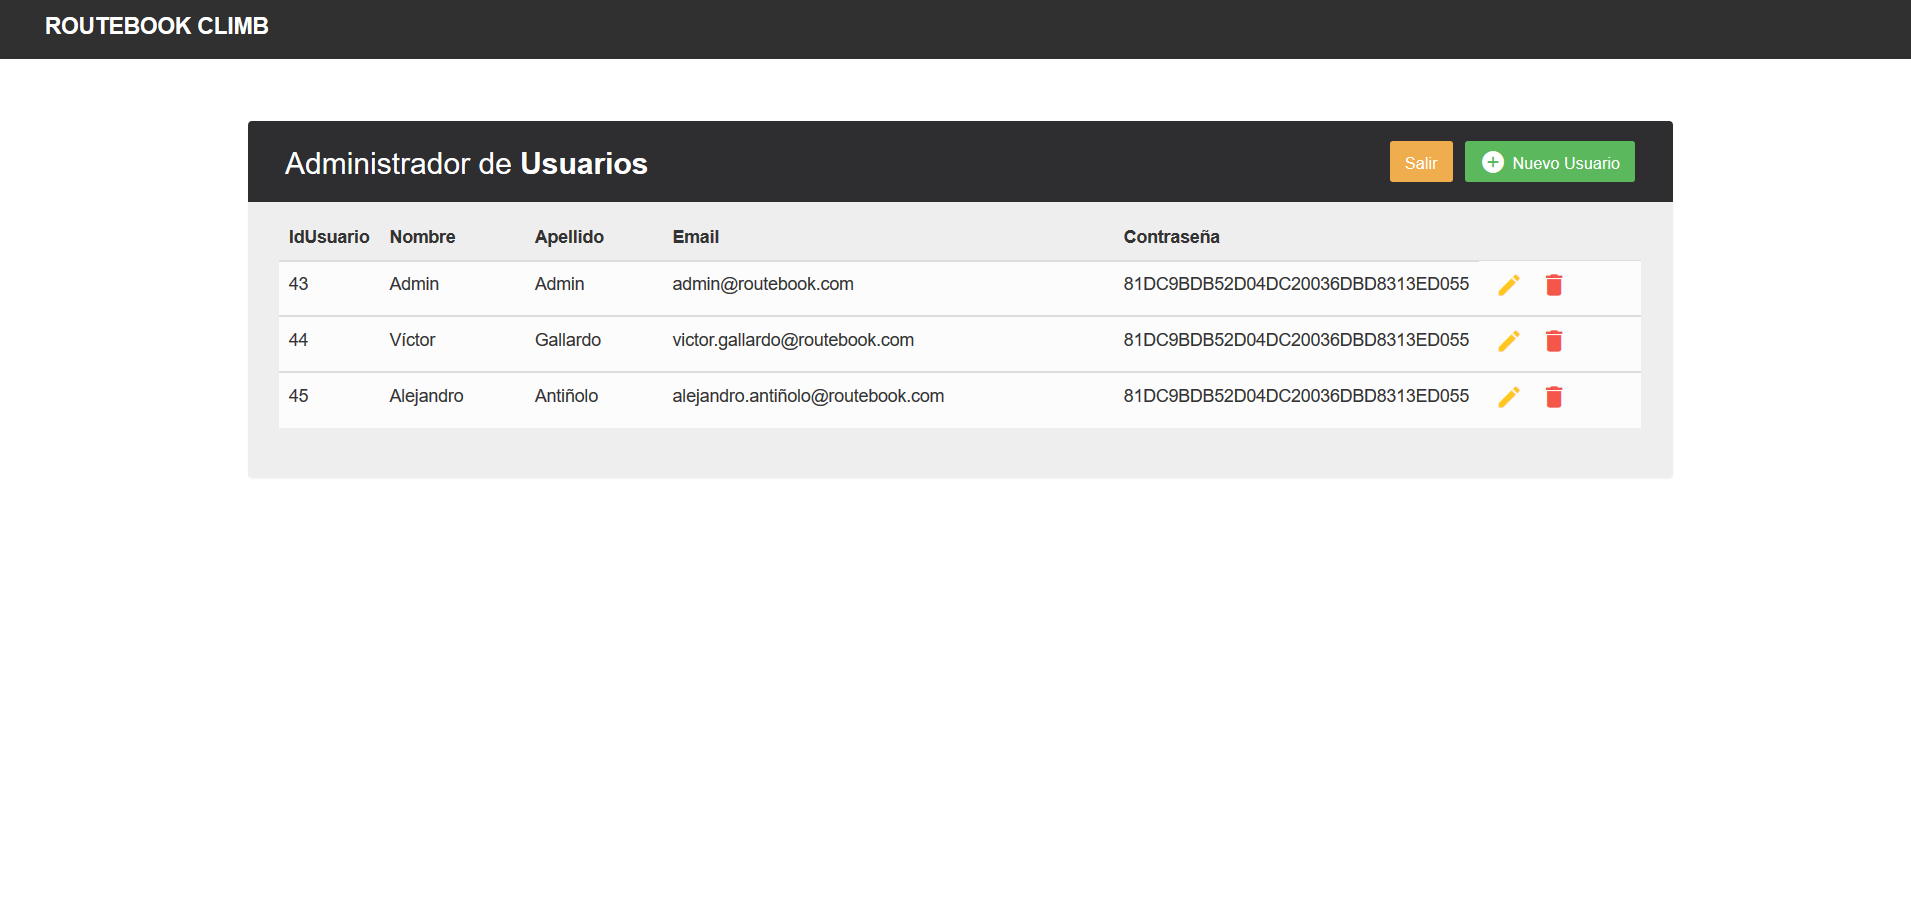 ROUTEBOOK CLIMB
Administrador de Usuarios
Salir
Nuevo Usuario
IdUsuario Nombre Apellido Email Contraseña
43 Admin Admin admin@routebook.com 81DC9BDB52D04DC20036DBD8313ED055
44 Víctor Gallardo victor.gallardo@routebook.com 81DC9BDB52D04DC20036DBD8313ED055
45 Alejandro Antiñolo alejandro.antiñolo@routebook.com 81DC9BDB52D04DC20036DBD8313ED055